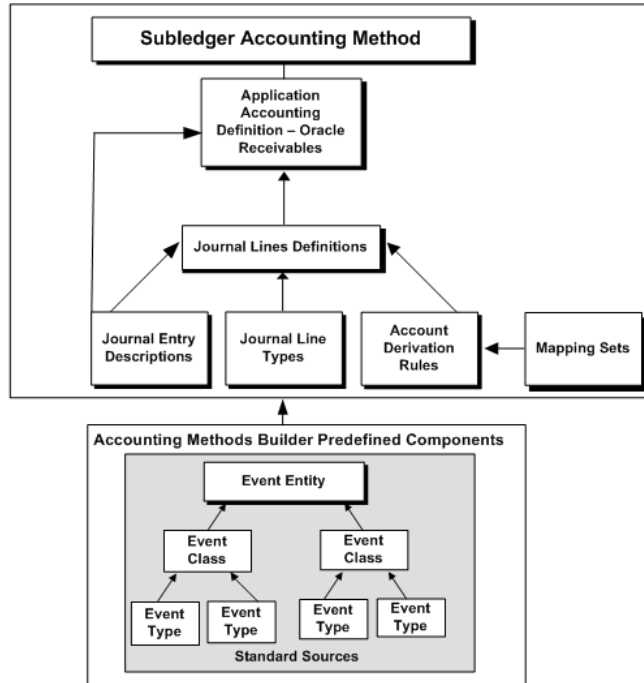 Subledger Accounting Method
Application
Accounting
Definition – Oracle
Receivables
Journal Lines Definitions
Journal Entry
Descriptions
Journal Line
Types
Account
Derivation
Rules
Mapping Sets
Accounting Methods Builder Predefined Components
Event Entity
Event
Class
Event
Class
Event
Type
Event
Type
Event
Type
Event
Type
Standard Sources